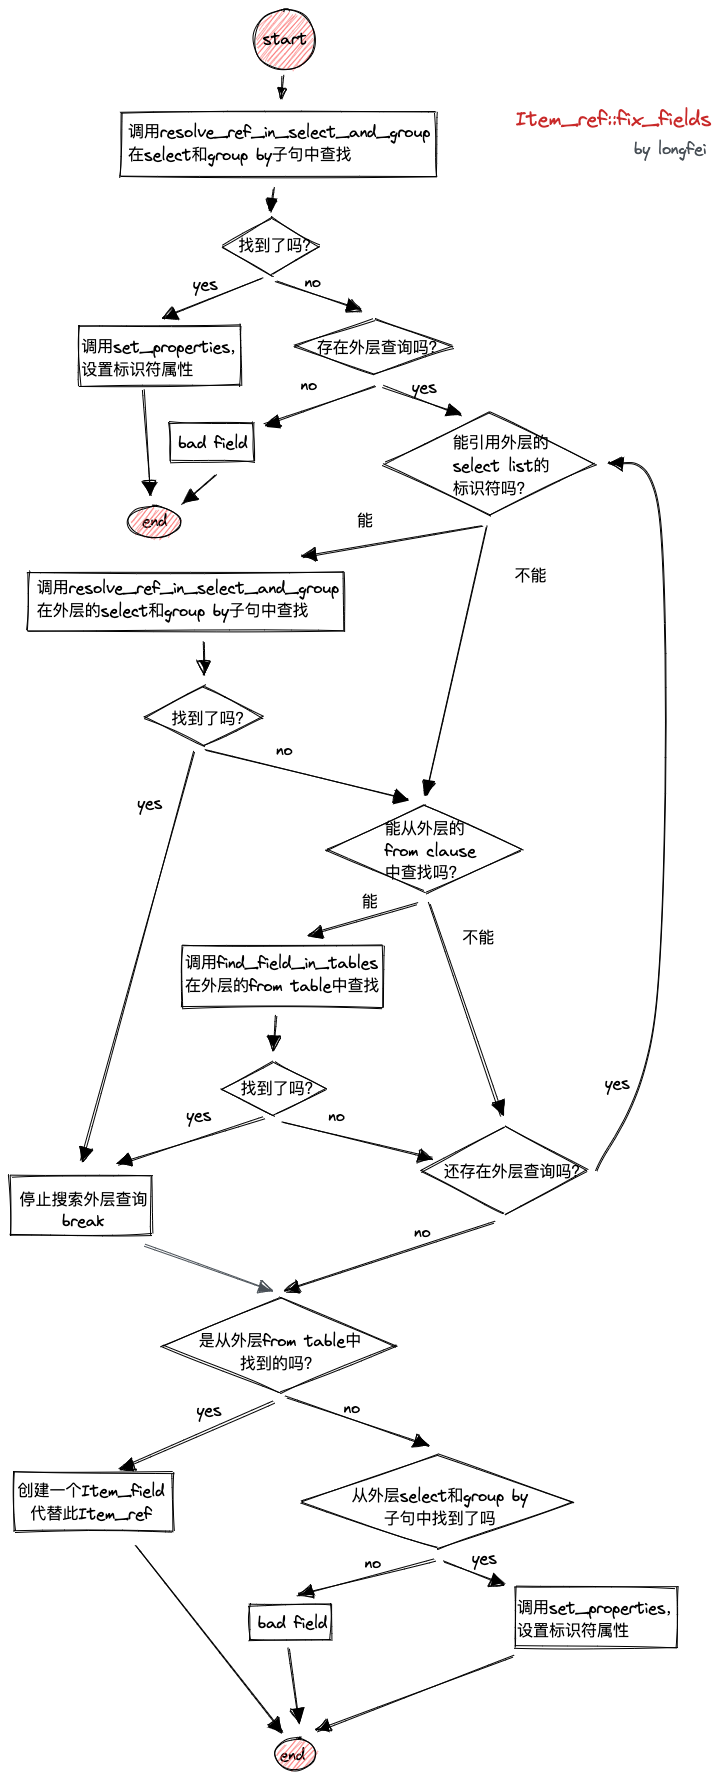 start
Item_ref::fix_fields
by longfei
调用resolve_ref_in_select_and_group
在select和group by子句中查找
找到了吗?
yes
no
调用set_properties,
设置标识符属性
存在外层查询吗?
no
yes
bad field
能引用外层的
select list的
标识符吗?
end
能
不能
调用resolve_ref_in_select_and_group
在外层的select和group by子句中查找
找到了吗?
no
yes
能从外层的
from clause
中查找吗?
能
不能
调用find_field_in_tables
在外层的from table中查找
找到了吗?
yes
no
yes
还存在外层查询吗?
停止搜索外层查询
break
no
是从外层from table中
找到的吗?
yes
no
创建一个Item_field
代替此Item_ref
从外层select和group by
子句中找到了吗
no
yes
bad field
调用set_properties,
设置标识符属性
end